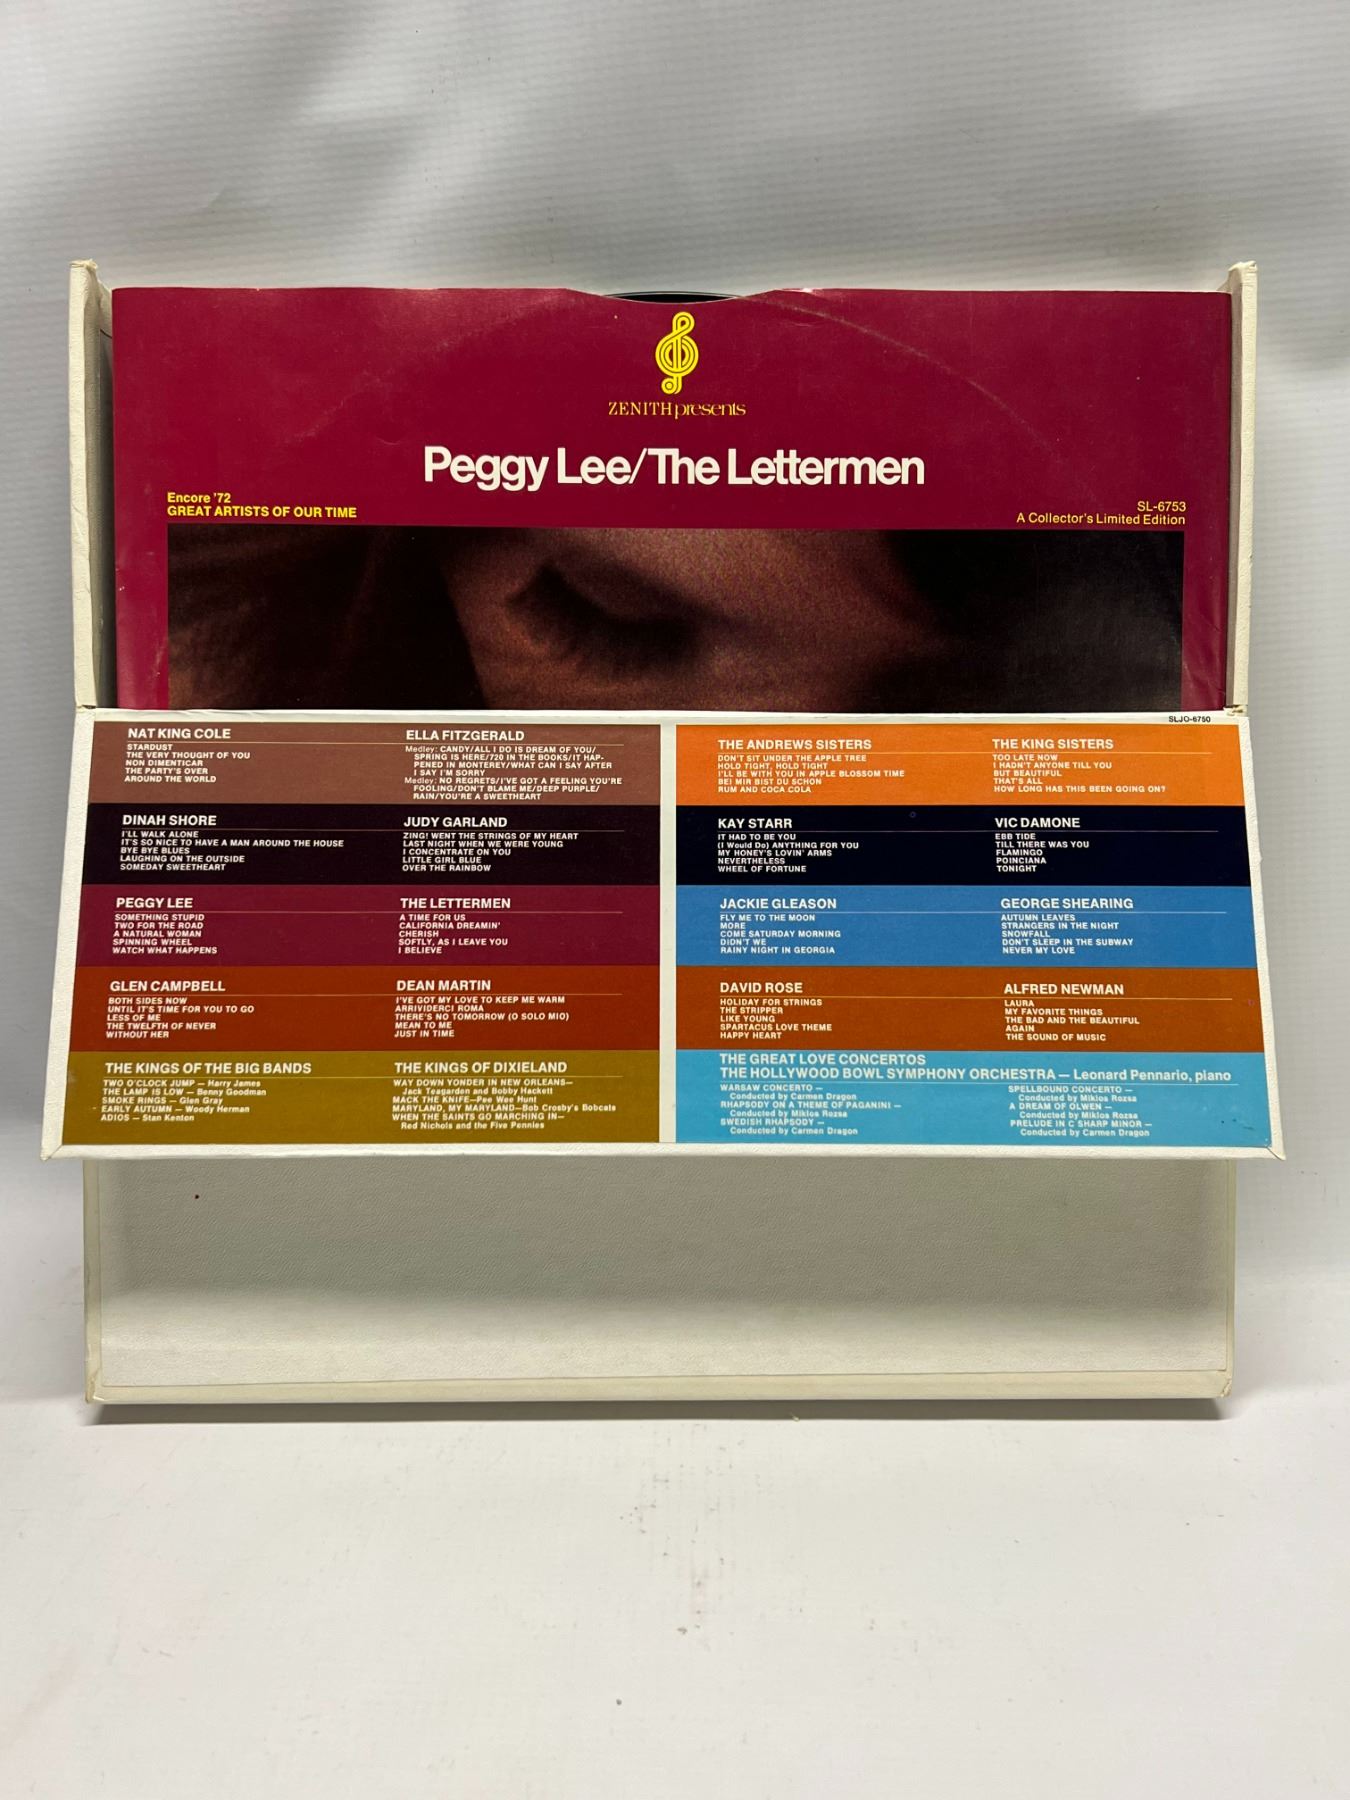 ZENITH presents
Peggy Lee/The Lettermen
Encore '72
GREAT ARTISTS OF OUR TIME
SL-6753
A Collector's Limited Edition
SLJO-6750
NAT KING COLE
STARDUST
THE VERY THOUGHT OF YOU
NON DIMENTICAR
THE PARTY'S OVER
AROUND THE WORLD
ELLA FITZGERALD
Medley: CANDY/ALL I DO IS DREAM OF YOU/
SPRING IS HERE/720 IN THE BOOKS/IT HAP-
PENED IN MONTEREY/WHAT CAN I SAY AFTER
I SAY I'M SORRY
Medley: NO REGRETS/I'VE GOT A FEELING YOU'RE
FOOLING/DON'T BLAME ME/DEEP PURPLE/
RAIN/YOU'RE A SWEETHEART
DINAH SHORE
I'LL WALK ALONE
IT'S SO NICE TO HAVE A MAN AROUND THE HOUSE
BYE BYE BLUES
LAUGHING ON THE OUTSIDE
SOMEDAY SWEETHEART
JUDY GARLAND
ZING! WENT THE STRINGS OF MY HEART
LAST NIGHT WHEN WE WERE YOUNG
I CONCENTRATE ON YOU
LITTLE GIRL BLUE
OVER THE RAINBOW
PEGGY LEE
SOMETHING STUPID
TWO FOR THE ROAD
A NATURAL WOMAN
SPINNING WHEEL
WATCH WHAT HAPPENS
THE LETTERMEN
A TIME FOR US
CALIFORNIA DREAMIN'
CHERISH
SOFTLY, AS I LEAVE YOU
I BELIEVE
GLEN CAMPBELL
BOTH SIDES NOW
UNTIL IT'S TIME FOR YOU TO GO
LESS OF ME
THE TWELFTH OF NEVER
WITHOUT HER
DEAN MARTIN
I'VE GOT MY LOVE TO KEEP ME WARM
ARRIVIDERCI ROMA
THERE'S NO TOMORROW (O SOLO MIO)
MEAN TO ME
JUST IN TIME
THE KINGS OF THE BIG BANDS
TWO O'CLOCK JUMP — Harry James
THE LAMP IS LOW — Benny Goodman
SMOKE RINGS — Glen Gray
EARLY AUTUMN — Woody Herman
ADIOS — Stan Kenton
THE KINGS OF DIXIELAND
WAY DOWN YONDER IN NEW ORLEANS—
Jack Teagarden and Bobby Hackett
MACK THE KNIFE—Pee Wee Hunt
MARYLAND, MY MARYLAND—Bob Crosby's Bobcats
WHEN THE SAINTS GO MARCHING IN—
Red Nichols and the Five Pennies
THE ANDREWS SISTERS
DON'T SIT UNDER THE APPLE TREE
HOLD TIGHT, HOLD TIGHT
I'LL BE WITH YOU IN APPLE BLOSSOM TIME
BEI MIR BIST DU SCHON
RUM AND COCA COLA
THE KING SISTERS
TOO LATE NOW
I HADN'T ANYONE TILL YOU
BUT BEAUTIFUL
THAT'S ALL
HOW LONG HAS THIS BEEN GOING ON?
KAY STARR
IT HAD TO BE YOU
(I Would Do) ANYTHING FOR YOU
MY HONEY'S LOVIN' ARMS
NEVERTHELESS
WHEEL OF FORTUNE
VIC DAMONE
EBB TIDE
TILL THERE WAS YOU
FLAMINGO
POINCIANA
TONIGHT
JACKIE GLEASON
FLY ME TO THE MOON
MORE
COME SATURDAY MORNING
DIDN'T WE
RAINY NIGHT IN GEORGIA
GEORGE SHEARING
AUTUMN LEAVES
STRANGERS IN THE NIGHT
SNOWFALL
DON'T SLEEP IN THE SUBWAY
NEVER MY LOVE
DAVID ROSE
HOLIDAY FOR STRINGS
THE STRIPPER
LIKE YOUNG
SPARTACUS LOVE THEME
HAPPY HEART
ALFRED NEWMAN
LAURA
MY FAVORITE THINGS
THE BAD AND THE BEAUTIFUL
AGAIN
THE SOUND OF MUSIC
THE GREAT LOVE CONCERTOS
THE HOLLYWOOD BOWL SYMPHONY ORCHESTRA — Leonard Pennario, piano
WARSAW CONCERTO —
Conducted by Carmen Dragon
RHAPSODY ON A THEME OF PAGANINI —
Conducted by Miklos Rozsa
SWEDISH RHAPSODY —
Conducted by Carmen Dragon
SPELLBOUND CONCERTO —
Conducted by Miklos Rozsa
A DREAM OF OLWEN —
Conducted by Miklos Rozsa
PRELUDE IN C SHARP MINOR —
Conducted by Carmen Dragon